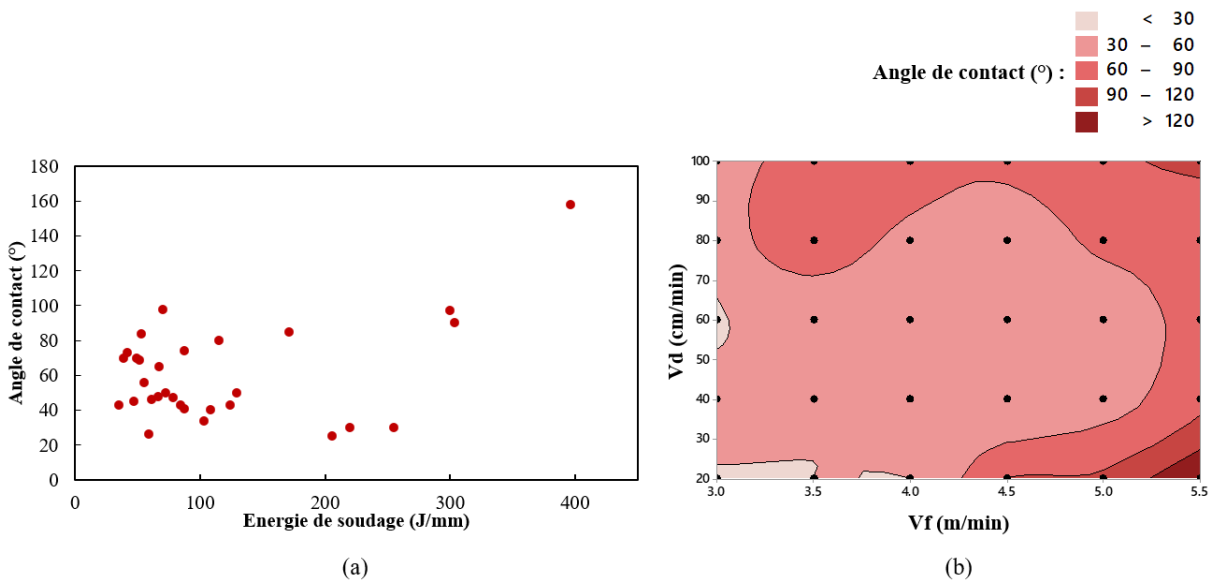 < 30
30 – 60
Angle de contact (°) : 60 – 90
90 – 120
> 120
180
160
140
120
100
80
60
40
20
0
Angle de contact (°)
0 100 200 300 400
Energie de soudage (J/mm)
(a)
100
90
80
70
60
50
40
30
20
Vd (cm/min)
3.0 3.5 4.0 4.5 5.0 5.5
Vf (m/min)
(b)